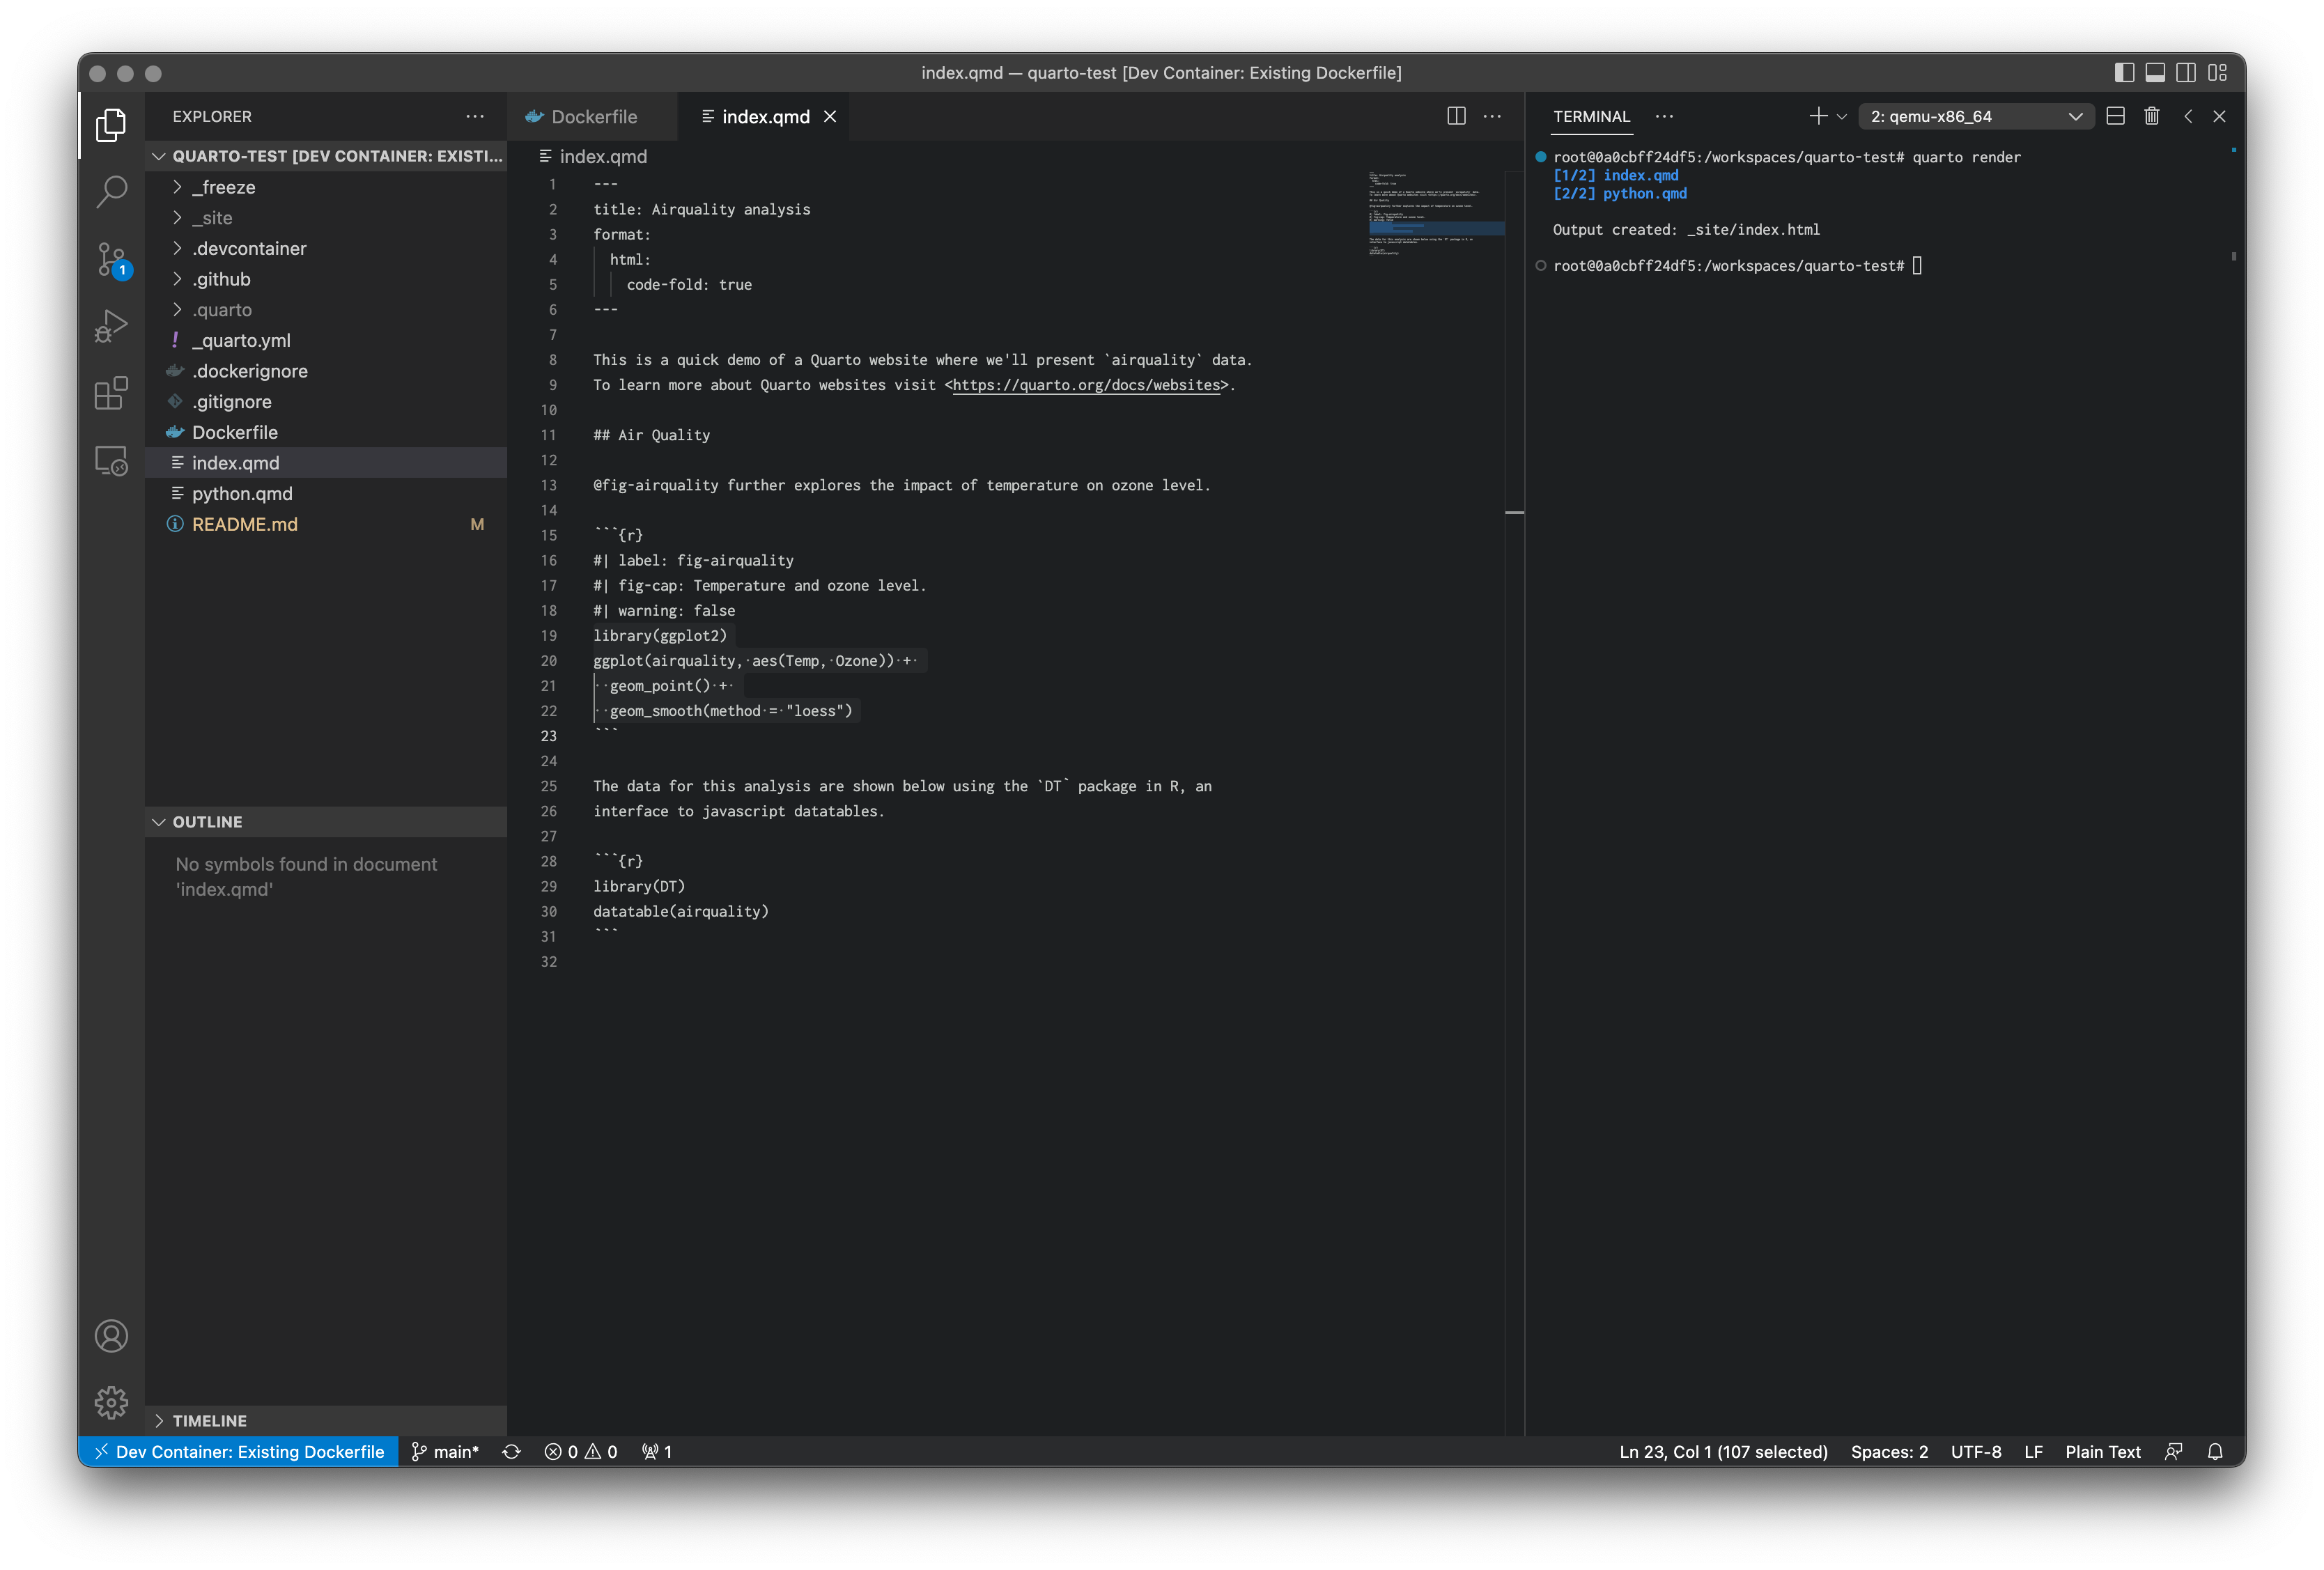 index.qmd — quarto-test [Dev Container: Existing Dockerfile]
EXPLORER
QUARTO-TEST [DEV CONTAINER: EXISTI...
_freeze
_site
.devcontainer
.github
.quarto
! _quarto.yml
.dockerignore
.gitignore
Dockerfile
index.qmd
python.qmd
README.md M
1
OUTLINE
No symbols found in document
'index.qmd'
TIMELINE
Dockerfile
index.qmd
index.qmd
1 ---
2 title: Airquality analysis
3 format:
4   html:
5     code-fold: true
6 ---
7
8 This is a quick demo of a Quarto website where we'll present `airquality` data.
9 To learn more about Quarto websites visit <https://quarto.org/docs/websites>.
10
11 ## Air Quality
12
13 @fig-airquality further explores the impact of temperature on ozone level.
14
15 ```{r}
16 #| label: fig-airquality
17 #| fig-cap: Temperature and ozone level.
18 #| warning: false
19 library(ggplot2)
20 ggplot(airquality, aes(Temp, Ozone)) +
21   geom_point() +
22   geom_smooth(method = "loess")
23 ```
24
25 The data for this analysis are shown below using the `DT` package in R, an
26 interface to javascript datatables.
27
28 ```{r}
29 library(DT)
30 datatable(airquality)
31 ```
32
TERMINAL
2: qemu-x86_64
root@0a0cbff24df5:/workspaces/quarto-test# quarto render
[1/2] index.qmd
[2/2] python.qmd
Output created: _site/index.html
root@0a0cbff24df5:/workspaces/quarto-test#
Dev Container: Existing Dockerfile main* 0 0 1
Ln 23, Col 1 (107 selected) Spaces: 2 UTF-8 LF Plain Text